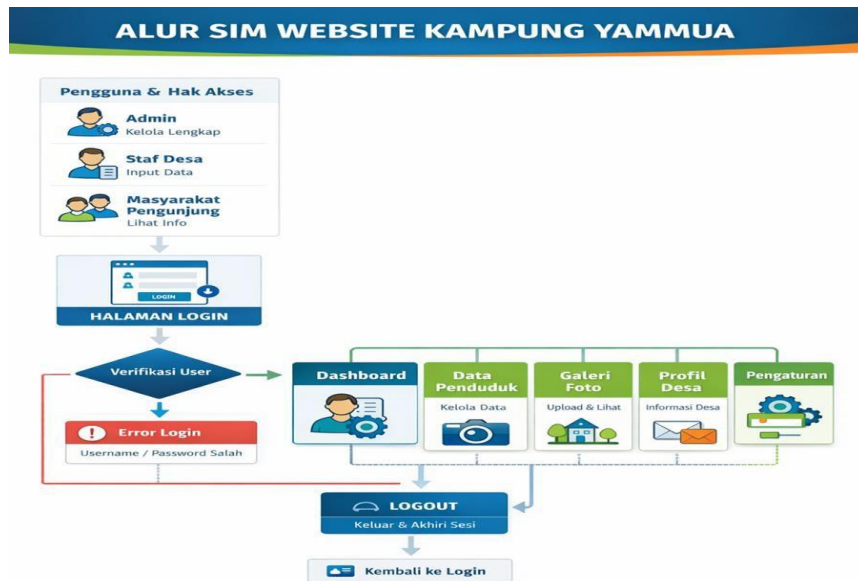 ALUR SIM WEBSITE KAMPUNG YAMMUA
Pengguna & Hak Akses
Admin
Kelola Lengkap
Staf Desa
Input Data
Masyarakat
Pengunjung
Lihat Info
LOGIN
HALAMAN LOGIN
Verifikasi User
Error Login
Username / Password Salah
Dashboard
Data
Penduduk
Kelola Data
Galeri
Foto
Upload & Lihat
Profil
Desa
Informasi Desa
Pengaturan
LOGOUT
Keluar & Akhiri Sesi
Kembali ke Login